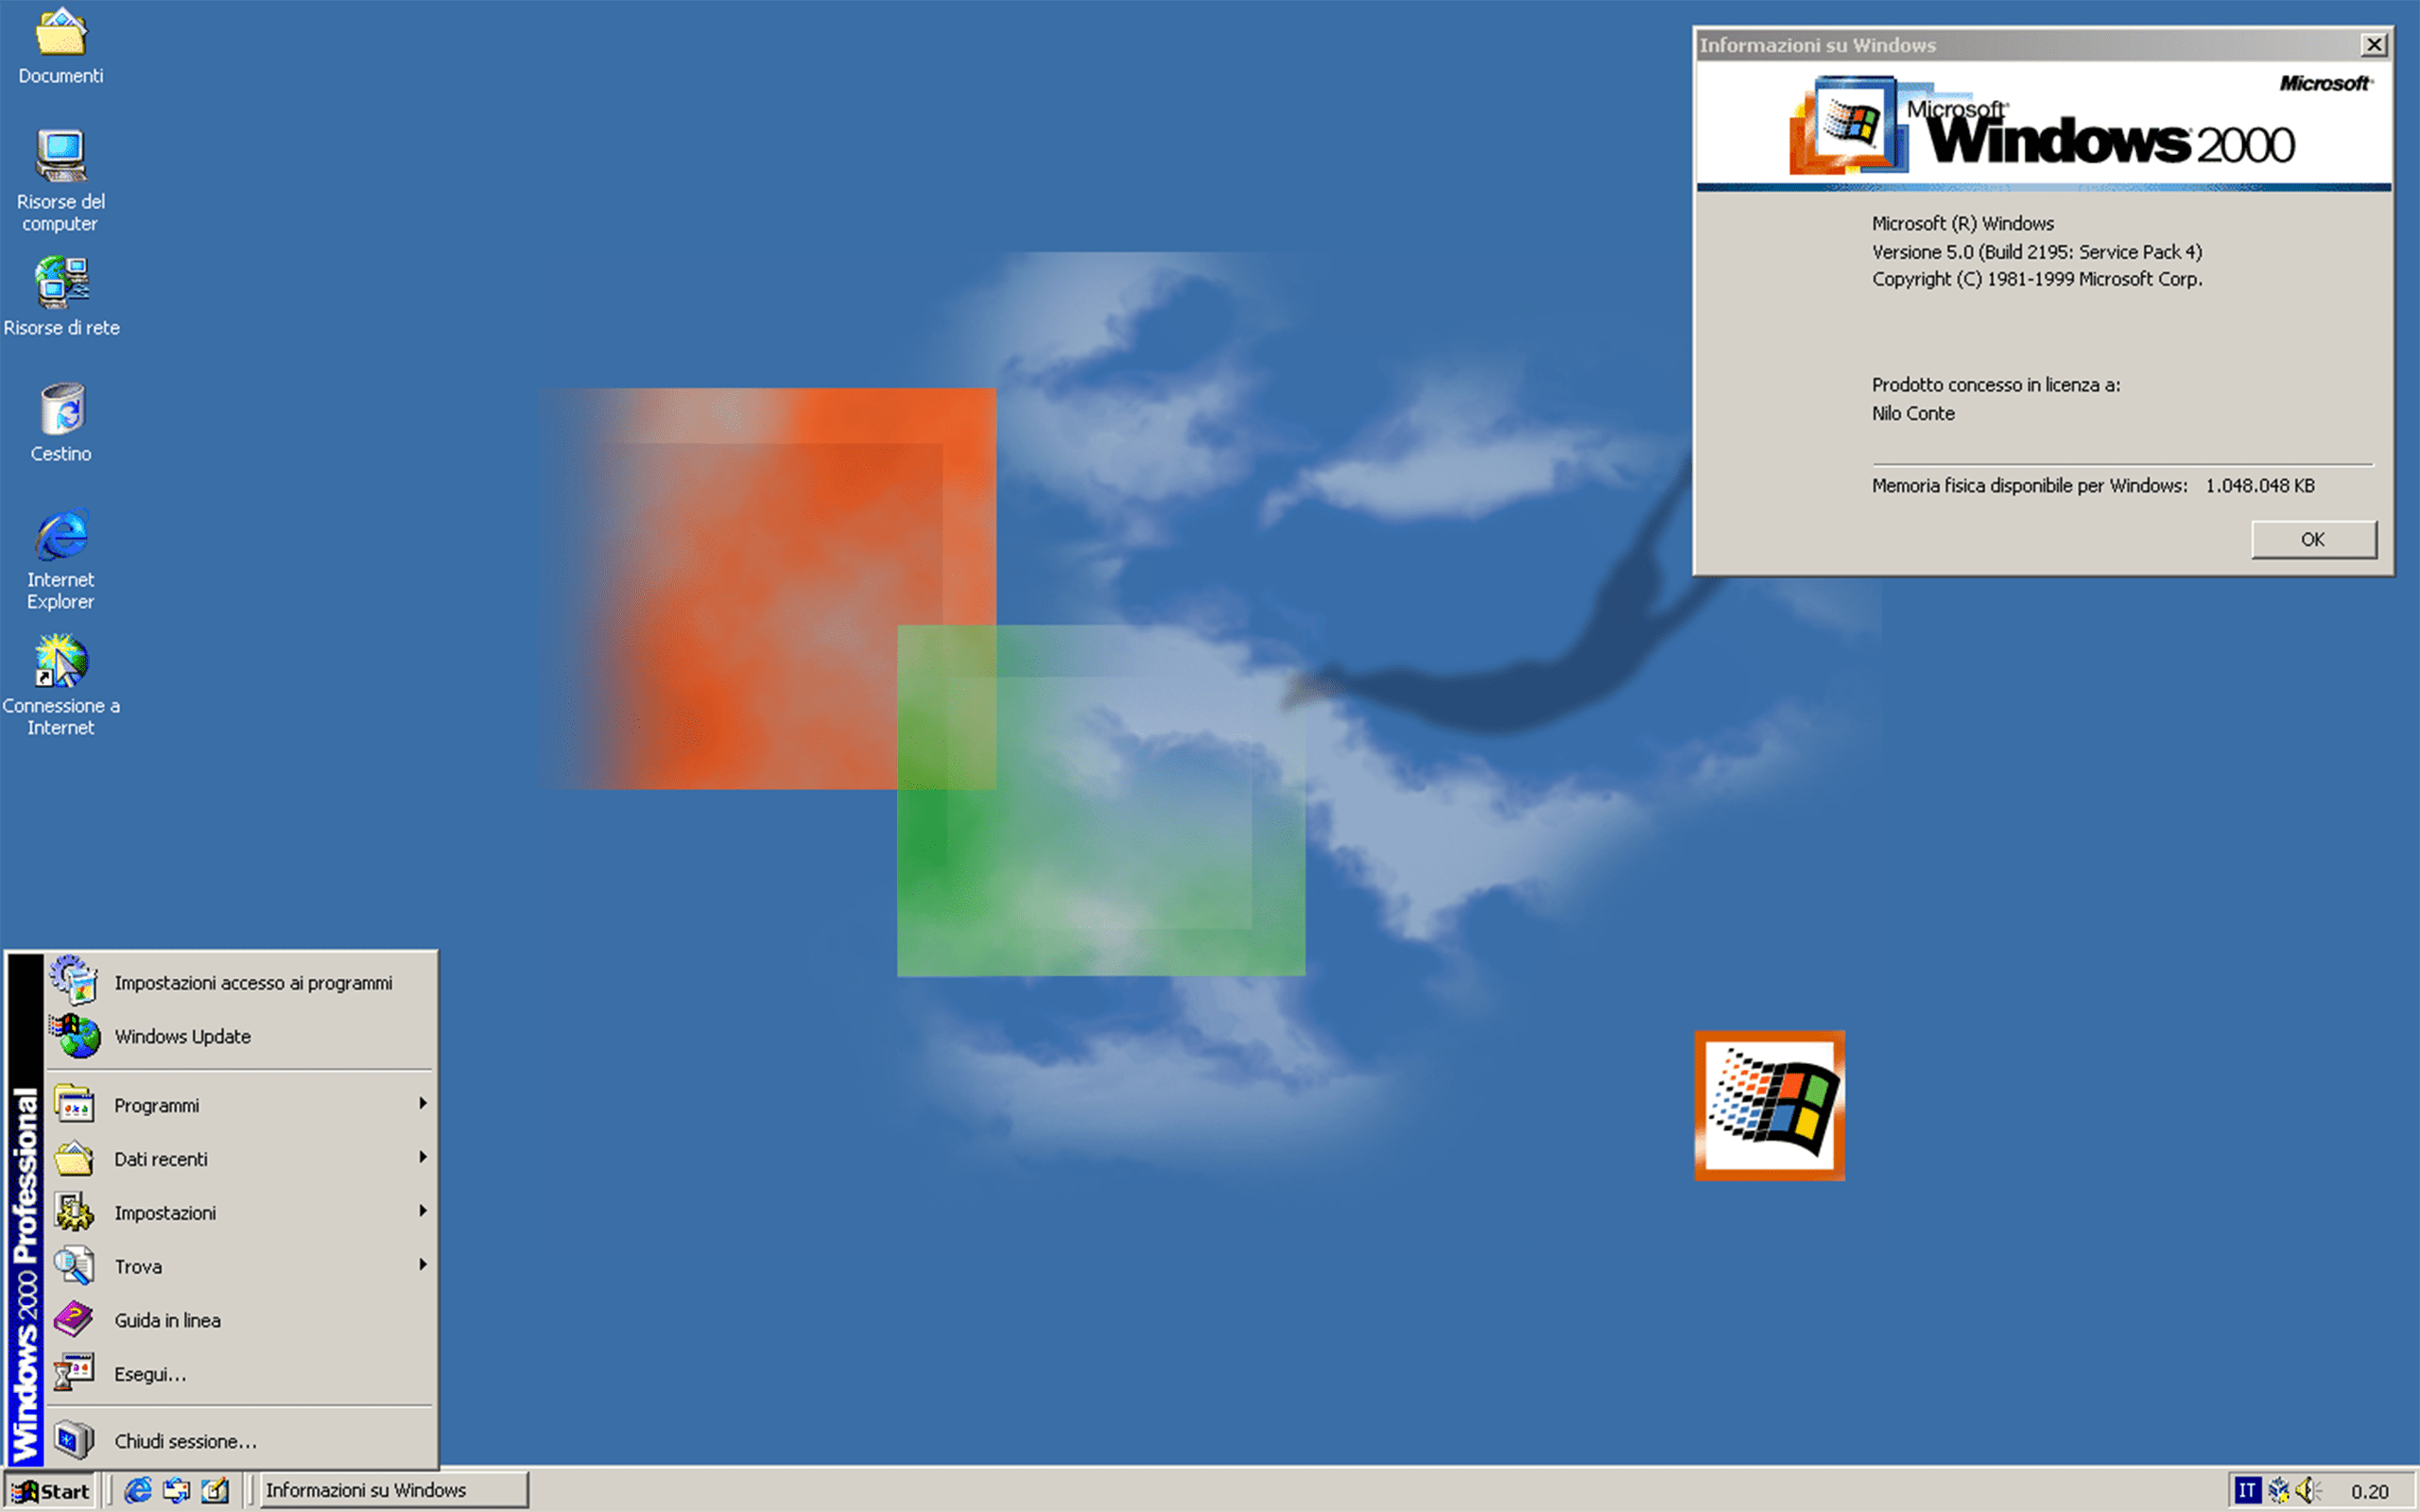 Documenti
Risorse del
computer
Risorse di rete
Cestino
Internet
Explorer
Connessione a
Internet
Informazioni su Windows
Microsoft
Microsoft
Windows 2000
Microsoft (R) Windows
Versione 5.0 (Build 2195: Service Pack 4)
Copyright (C) 1981-1999 Microsoft Corp.
Prodotto concesso in licenza a:
Nilo Conte
Memoria fisica disponibile per Windows: 1.048.048 KB
OK
Windows 2000 Professional
Impostazioni accesso ai programmi
Windows Update
Programmi
Dati recenti
Impostazioni
Trova
Guida in linea
Esegui...
Chiudi sessione...
Start
Informazioni su Windows
IT
0.20